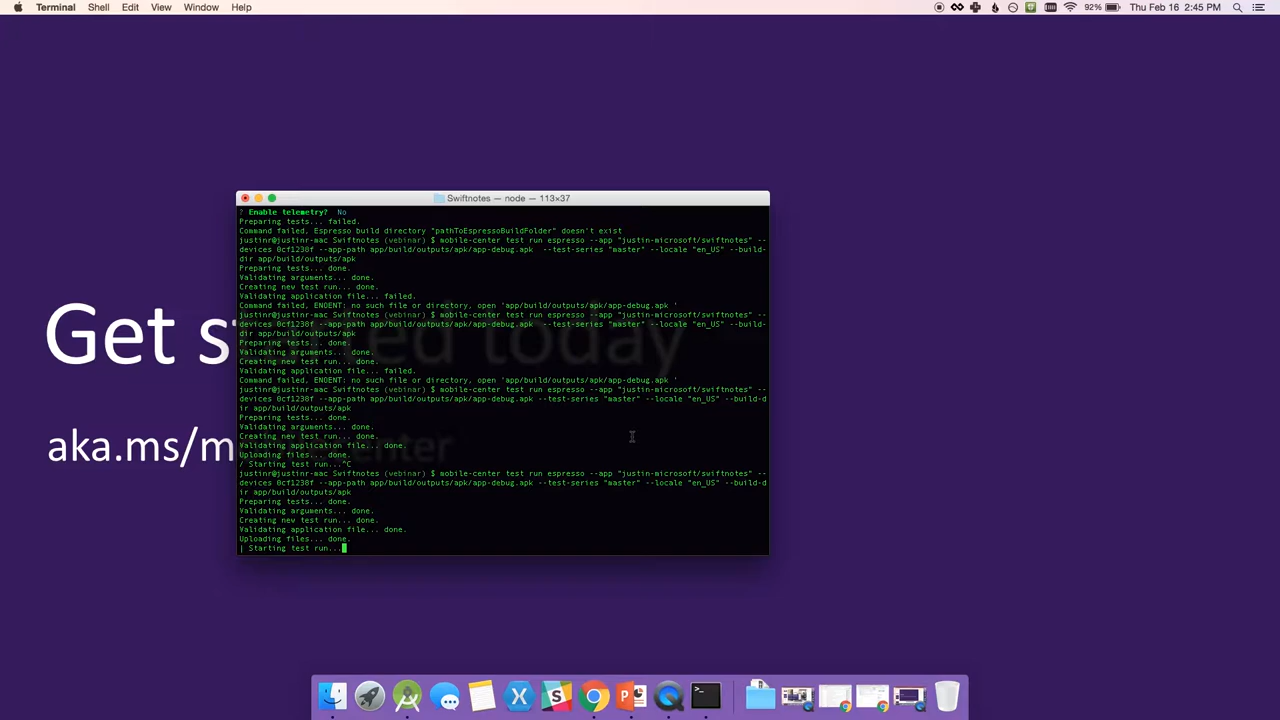 Terminal Shell Edit View Window Help 92% Thu Feb 16 2:45 PM
Swiftnotes — node — 113×37
? Enable telemetry? No
Preparing tests... failed.
Command failed, Espresso build directory "pathToEspressoBuildFolder" doesn't exist
justinr@justinr-mac Swiftnotes (webinar) $ mobile-center test run espresso --app "justin-microsoft/swiftnotes" --
devices 0cf1238f --app-path app/build/outputs/apk/app-debug.apk  --test-series "master" --locale "en_US" --build-
dir app/build/outputs/apk
Preparing tests... done.
Validating arguments... done.
Creating new test run... done.
Validating application file... failed.
Command failed, ENOENT: no such file or directory, open 'app/build/outputs/apk/app-debug.apk '
justinr@justinr-mac Swiftnotes (webinar) $ mobile-center test run espresso --app "justin-microsoft/swiftnotes" --
devices 0cf1238f --app-path app/build/outputs/apk/app-debug.apk  --test-series "master" --locale "en_US" --build-
dir app/build/outputs/apk
Preparing tests... done.
Validating arguments... done.
Creating new test run... done.
Validating application file... failed.
Command failed, ENOENT: no such file or directory, open 'app/build/outputs/apk/app-debug.apk '
justinr@justinr-mac Swiftnotes (webinar) $ mobile-center test run espresso --app "justin-microsoft/swiftnotes" --
devices 0cf1238f --app-path app/build/outputs/apk/app-debug.apk --test-series "master" --locale "en_US" --build-d
ir app/build/outputs/apk
Preparing tests... done.
Validating arguments... done.
Creating new test run... done.
Validating application file... done.
Uploading files... done.
/ Starting test run...^C
justinr@justinr-mac Swiftnotes (webinar) $ mobile-center test run espresso --app "justin-microsoft/swiftnotes" --
devices 0cf1238f --app-path app/build/outputs/apk/app-debug.apk --test-series "master" --locale "en_US" --build-d
ir app/build/outputs/apk
Preparing tests... done.
Validating arguments... done.
Creating new test run... done.
Validating application file... done.
Uploading files... done.
| Starting test run...
Get started today